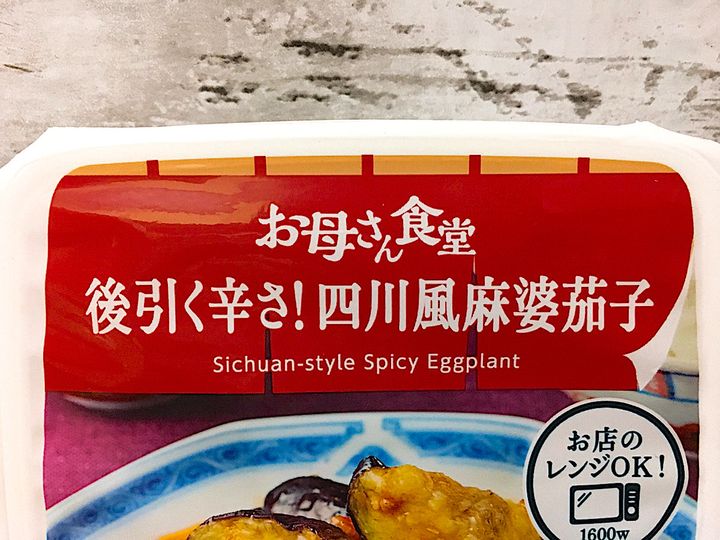 お母さん食堂
後引く辛さ!四川風麻婆茄子
Sichuan-style Spicy Eggplant
お店の
レンジOK!
1600w